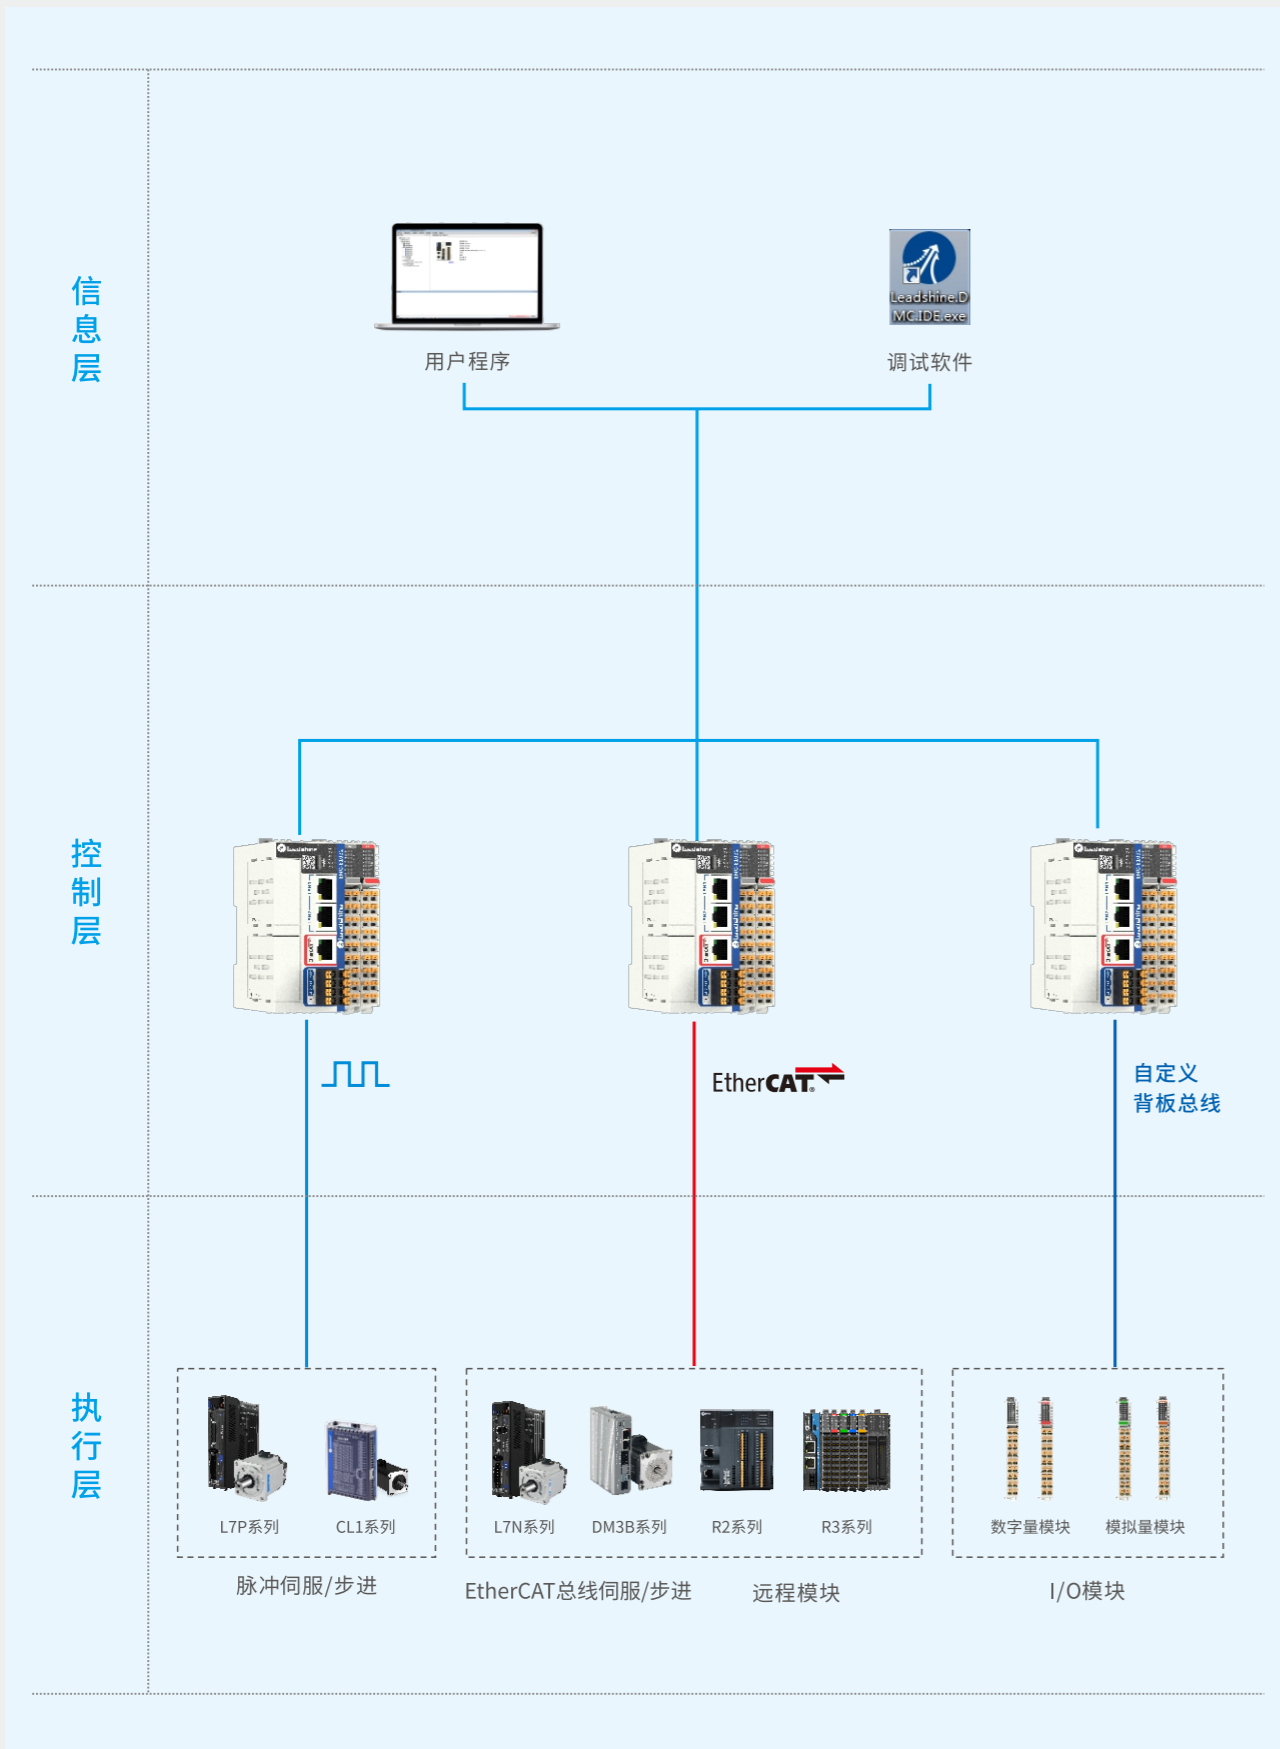 信息层
Leadshine.D
MC.IDE.exe
用户程序
调试软件
控制层
Leadshine
Leadshine
Leadshine
EtherCAT®
自定义
背板总线
执行层
L7P系列
CL1系列
L7N系列
DM3B系列
R2系列
R3系列
数字量模块
模拟量模块
脉冲伺服/步进
EtherCAT总线伺服/步进
远程模块
I/O模块